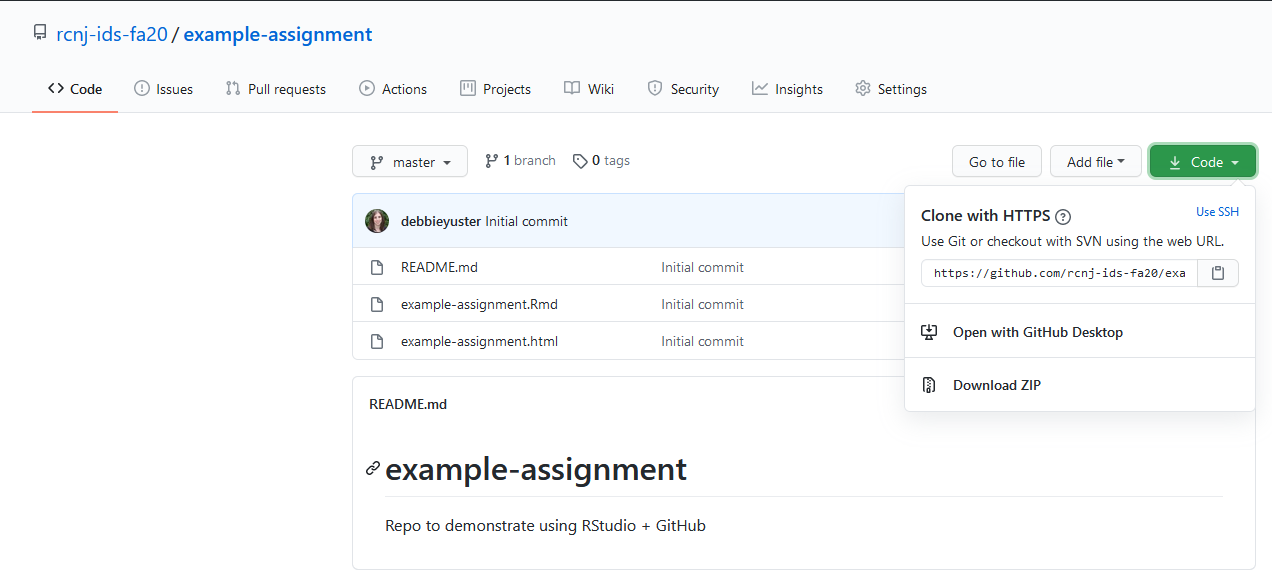 rcnj-ids-fa20 / example-assignment
Code Issues Pull requests Actions Projects Wiki Security Insights Settings
master 1 branch 0 tags Go to file Add file Code
debbieyuster Initial commit
README.md Initial commit
example-assignment.Rmd Initial commit
example-assignment.html Initial commit
Clone with HTTPS ? Use SSH
Use Git or checkout with SVN using the web URL.
https://github.com/rcnj-ids-fa20/exa
Open with GitHub Desktop
Download ZIP
README.md
example-assignment
Repo to demonstrate using RStudio + GitHub